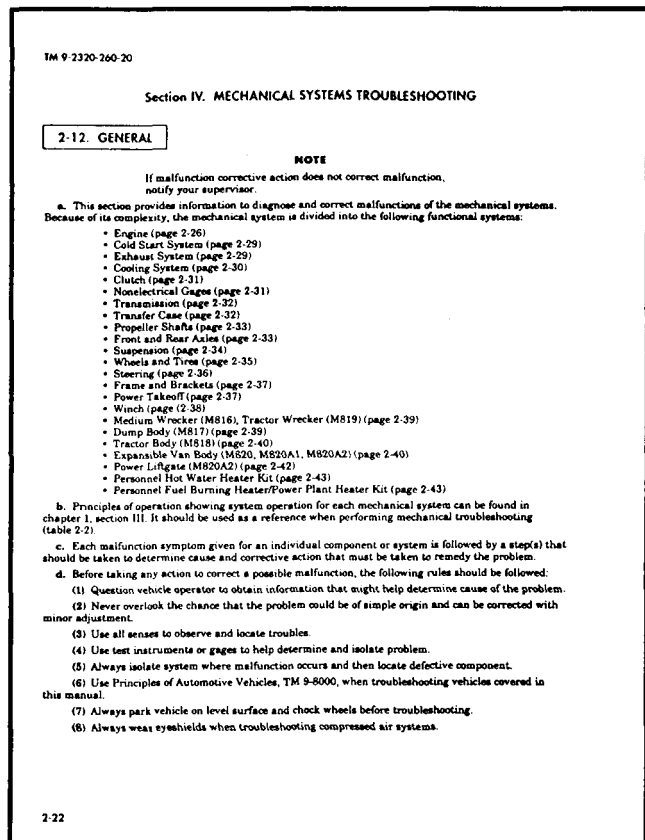 TM 9-2320-260-20
Section IV. MECHANICAL SYSTEMS TROUBLESHOOTING
2-12. GENERAL
NOTE
If malfunction corrective action does not correct malfunction,
notify your supervisor.
a. This section provides information to diagnose and correct malfunctions of the mechanical systems.
Because of its complexity, the mechanical system is divided into the following functional systems:
• Engine (page 2-26)
• Cold Start System (page 2-29)
• Exhaust System (page 2-29)
• Cooling System (page 2-30)
• Clutch (page 2-31)
• Nonelectrical Gages (page 2-31)
• Transmission (page 2-32)
• Transfer Case (page 2-32)
• Propeller Shafts (page 2-33)
• Front and Rear Axles (page 2-33)
• Suspension (page 2-34)
• Wheels and Tires (page 2-35)
• Steering (page 2-36)
• Frame and Brackets (page 2-37)
• Power Takeoff (page 2-37)
• Winch (page (2-38)
• Medium Wrecker (M816), Tractor Wrecker (M819) (page 2-39)
• Dump Body (M817) (page 2-39)
• Tractor Body (M818) (page 2-40)
• Expansible Van Body (M820, M820A1, M820A2) (page 2-40)
• Power Liftgate (M820A2) (page 2-42)
• Personnel Hot Water Heater Kit (page 2-43)
• Personnel Fuel Burning Heater/Power Plant Heater Kit (page 2-43)
b. Principles of operation showing system operation for each mechanical system can be found in
chapter 1, section III. It should be used as a reference when performing mechanical troubleshooting
(table 2-2).
c. Each malfunction symptom given for an individual component or system is followed by a step(s) that
should be taken to determine cause and corrective action that must be taken to remedy the problem.
d. Before taking any action to correct a possible malfunction, the following rules should be followed:
(1) Question vehicle operator to obtain information that might help determine cause of the problem.
(2) Never overlook the chance that the problem could be of simple origin and can be corrected with
minor adjustment.
(3) Use all senses to observe and locate troubles.
(4) Use test instruments or gages to help determine and isolate problem.
(5) Always isolate system where malfunction occurs and then locate defective component.
(6) Use Principles of Automotive Vehicles, TM 9-8000, when troubleshooting vehicles covered in
this manual.
(7) Always park vehicle on level surface and chock wheels before troubleshooting.
(8) Always wear eyeshields when troubleshooting compressed air systems.
2-22